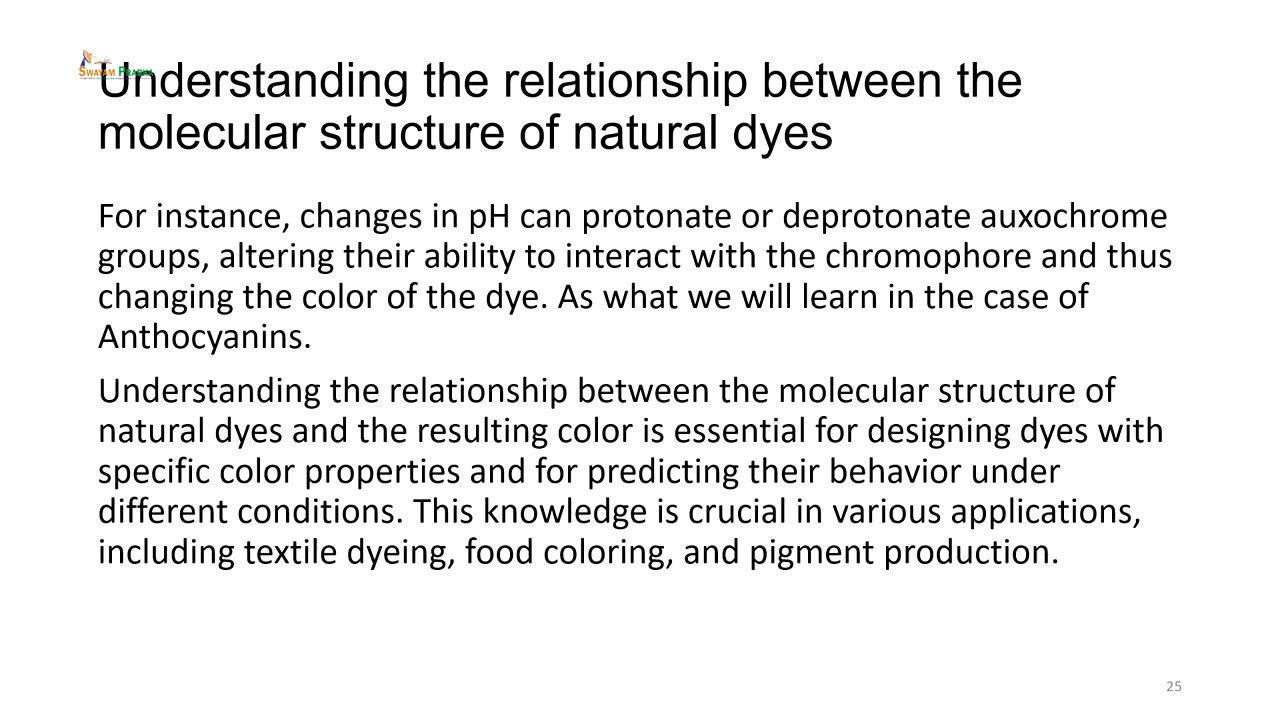 SWAYAM PRABHA
Understanding the relationship between the
molecular structure of natural dyes
For instance, changes in pH can protonate or deprotonate auxochrome
groups, altering their ability to interact with the chromophore and thus
changing the color of the dye. As what we will learn in the case of
Anthocyanins.
Understanding the relationship between the molecular structure of
natural dyes and the resulting color is essential for designing dyes with
specific color properties and for predicting their behavior under
different conditions. This knowledge is crucial in various applications,
including textile dyeing, food coloring, and pigment production.
25